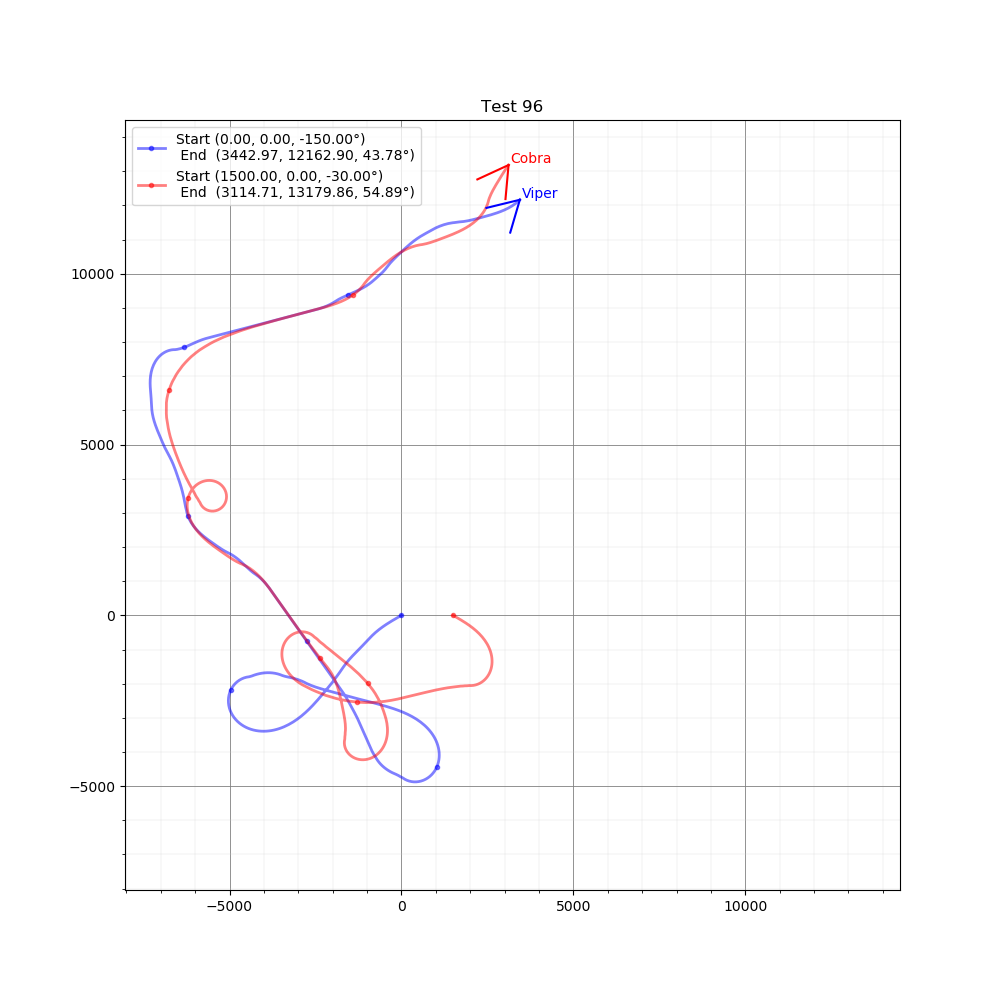 Test 96
Start (0.00, 0.00, -150.00°)
End (3442.97, 12162.90, 43.78°)
Start (1500.00, 0.00, -30.00°)
End (3114.71, 13179.86, 54.89°)
Cobra
Viper
10000
5000
0
−5000
−5000
0
5000
10000